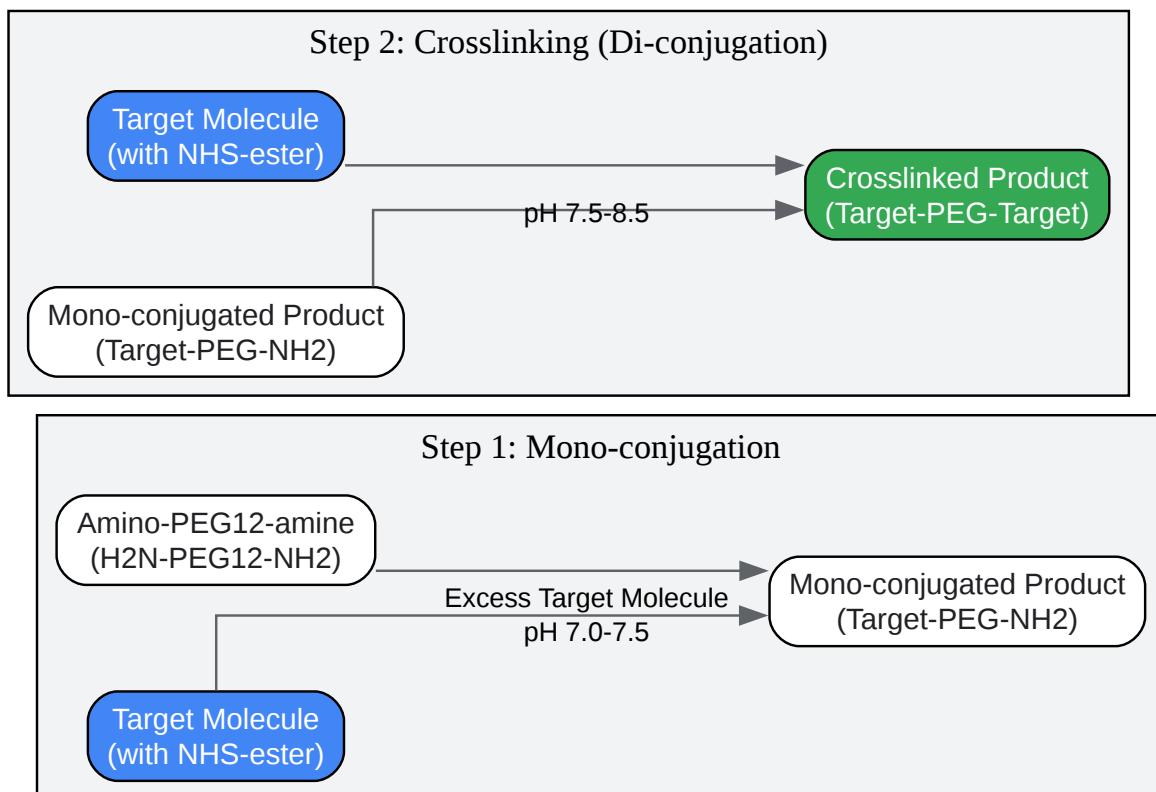 Step 2: Crosslinking (Di-conjugation)
Target Molecule
(with NHS-ester)
Crosslinked Product
(Target-PEG-Target)
pH 7.5-8.5
Mono-conjugated Product
(Target-PEG-NH2)
Step 1: Mono-conjugation
Amino-PEG12-amine
(H2N-PEG12-NH2)
Excess Target Molecule
pH 7.0-7.5
Mono-conjugated Product
(Target-PEG-NH2)
Target Molecule
(with NHS-ester)